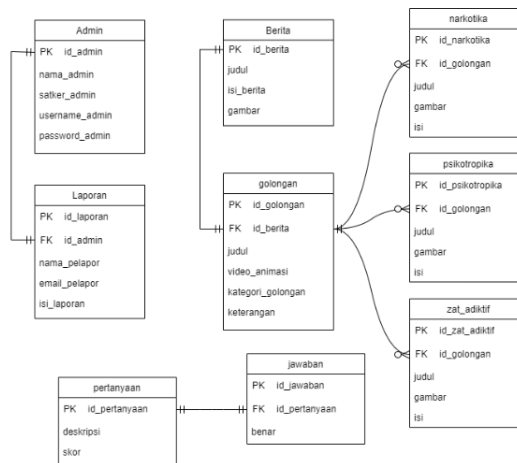 Admin
PK id_admin
nama_admin
satker_admin
username_admin
password_admin
Laporan
PK id_laporan
FK id_admin
nama_pelapor
email_pelapor
isi_laporan
Berita
PK id_berita
judul
isi_berita
gambar
golongan
PK id_golongan
FK id_berita
judul
video_animasi
kategori_golongan
keterangan
narkotika
PK id_narkotika
FK id_golongan
judul
gambar
isi
psikotropika
PK id_psikotropika
FK id_golongan
judul
gambar
isi
zat_adiktif
PK id_zat_adiktif
FK id_golongan
judul
gambar
isi
pertanyaan
PK id_pertanyaan
deskripsi
skor
jawaban
PK id_jawaban
FK id_pertanyaan
benar